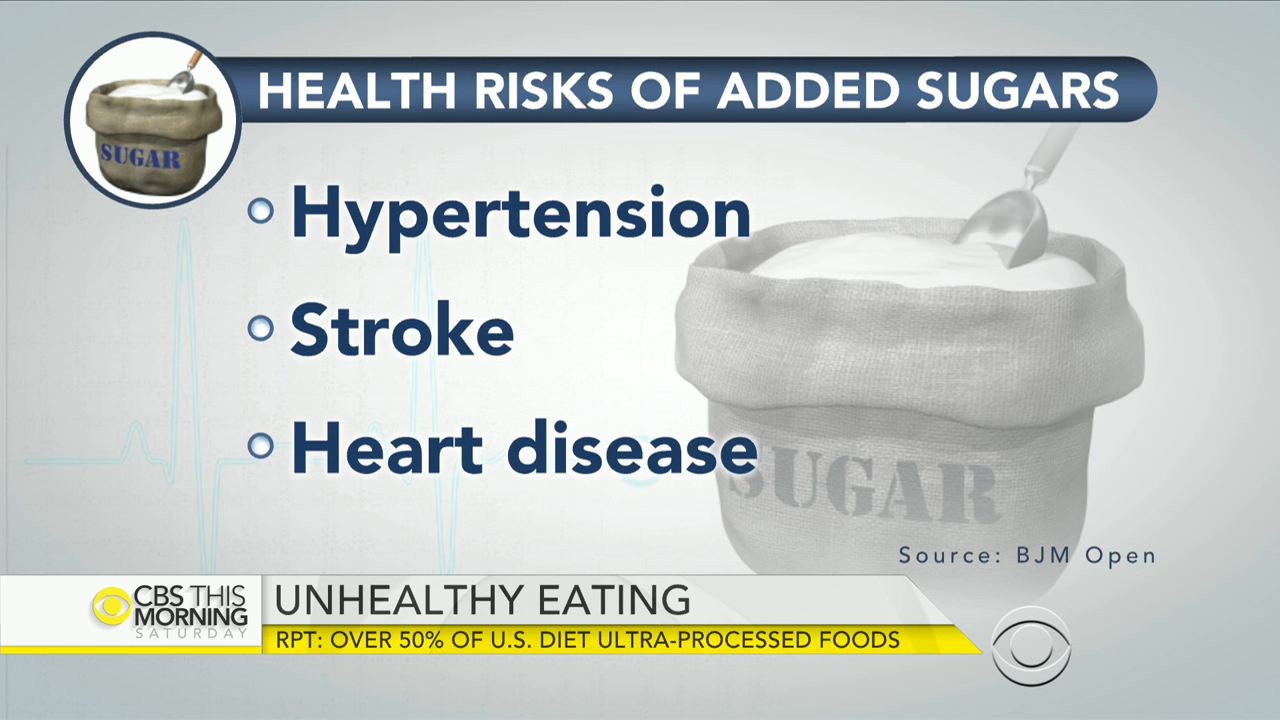 HEALTH RISKS OF ADDED SUGARS
SUGAR
Hypertension
Stroke
Heart disease
SUGAR
Source: BJM Open
CBS THIS
MORNING
SATURDAY
UNHEALTHY EATING
RPT: OVER 50% OF U.S. DIET ULTRA-PROCESSED FOODS